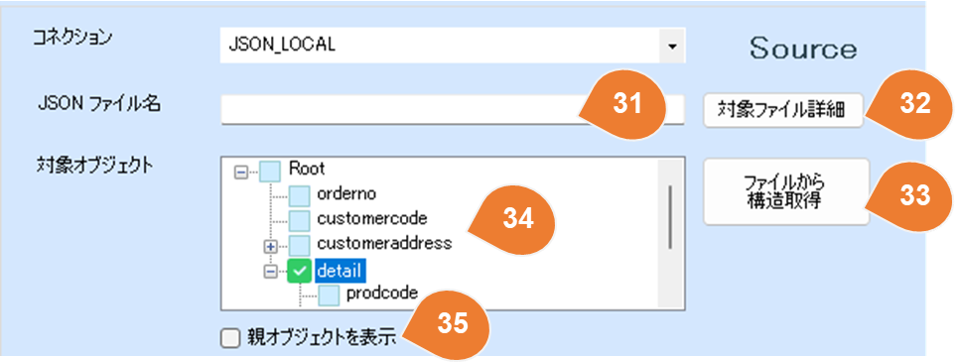 コネクション
JSON_LOCAL
Source
JSON ファイル名
31
対象ファイル詳細
32
対象オブジェクト
Root
orderno
customercode
customeraddress
detail
prodcode
34
ファイルから
構造取得
33
親オブジェクトを表示
35